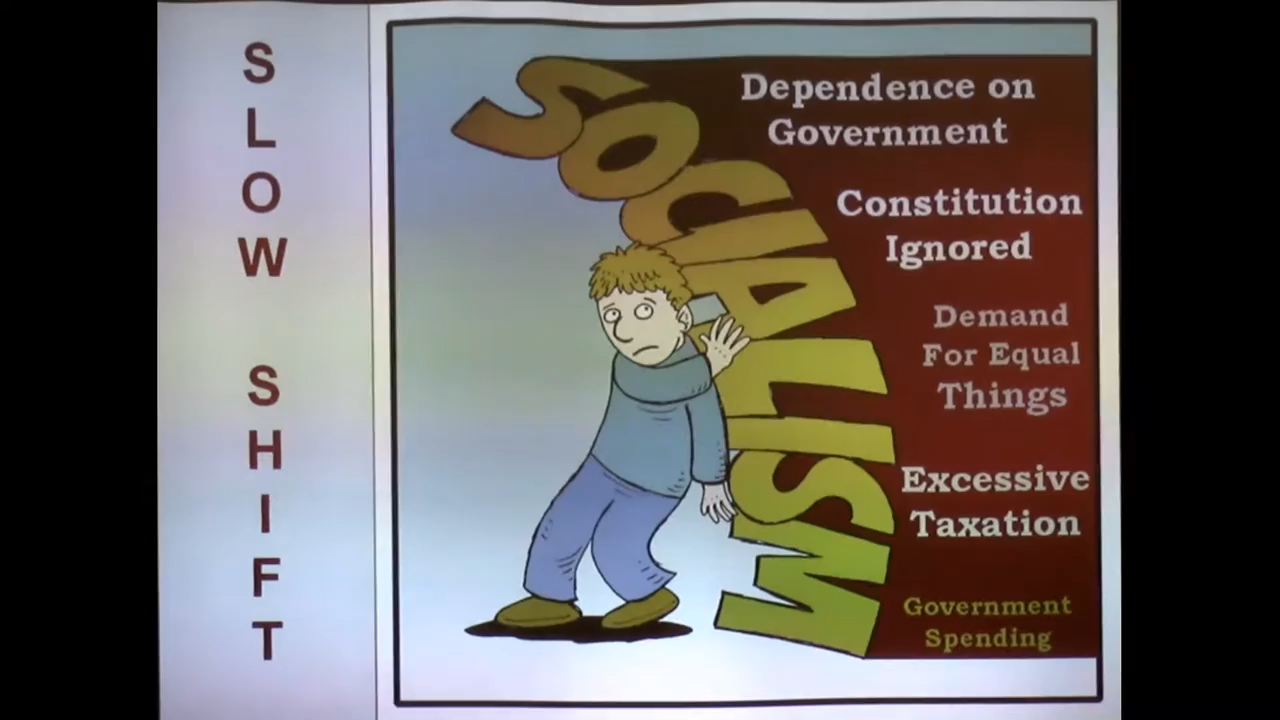 SLOW
SHIFT
SOCIALISM
Dependence on
Government
Constitution
Ignored
Demand
For Equal
Things
Excessive
Taxation
Government
Spending